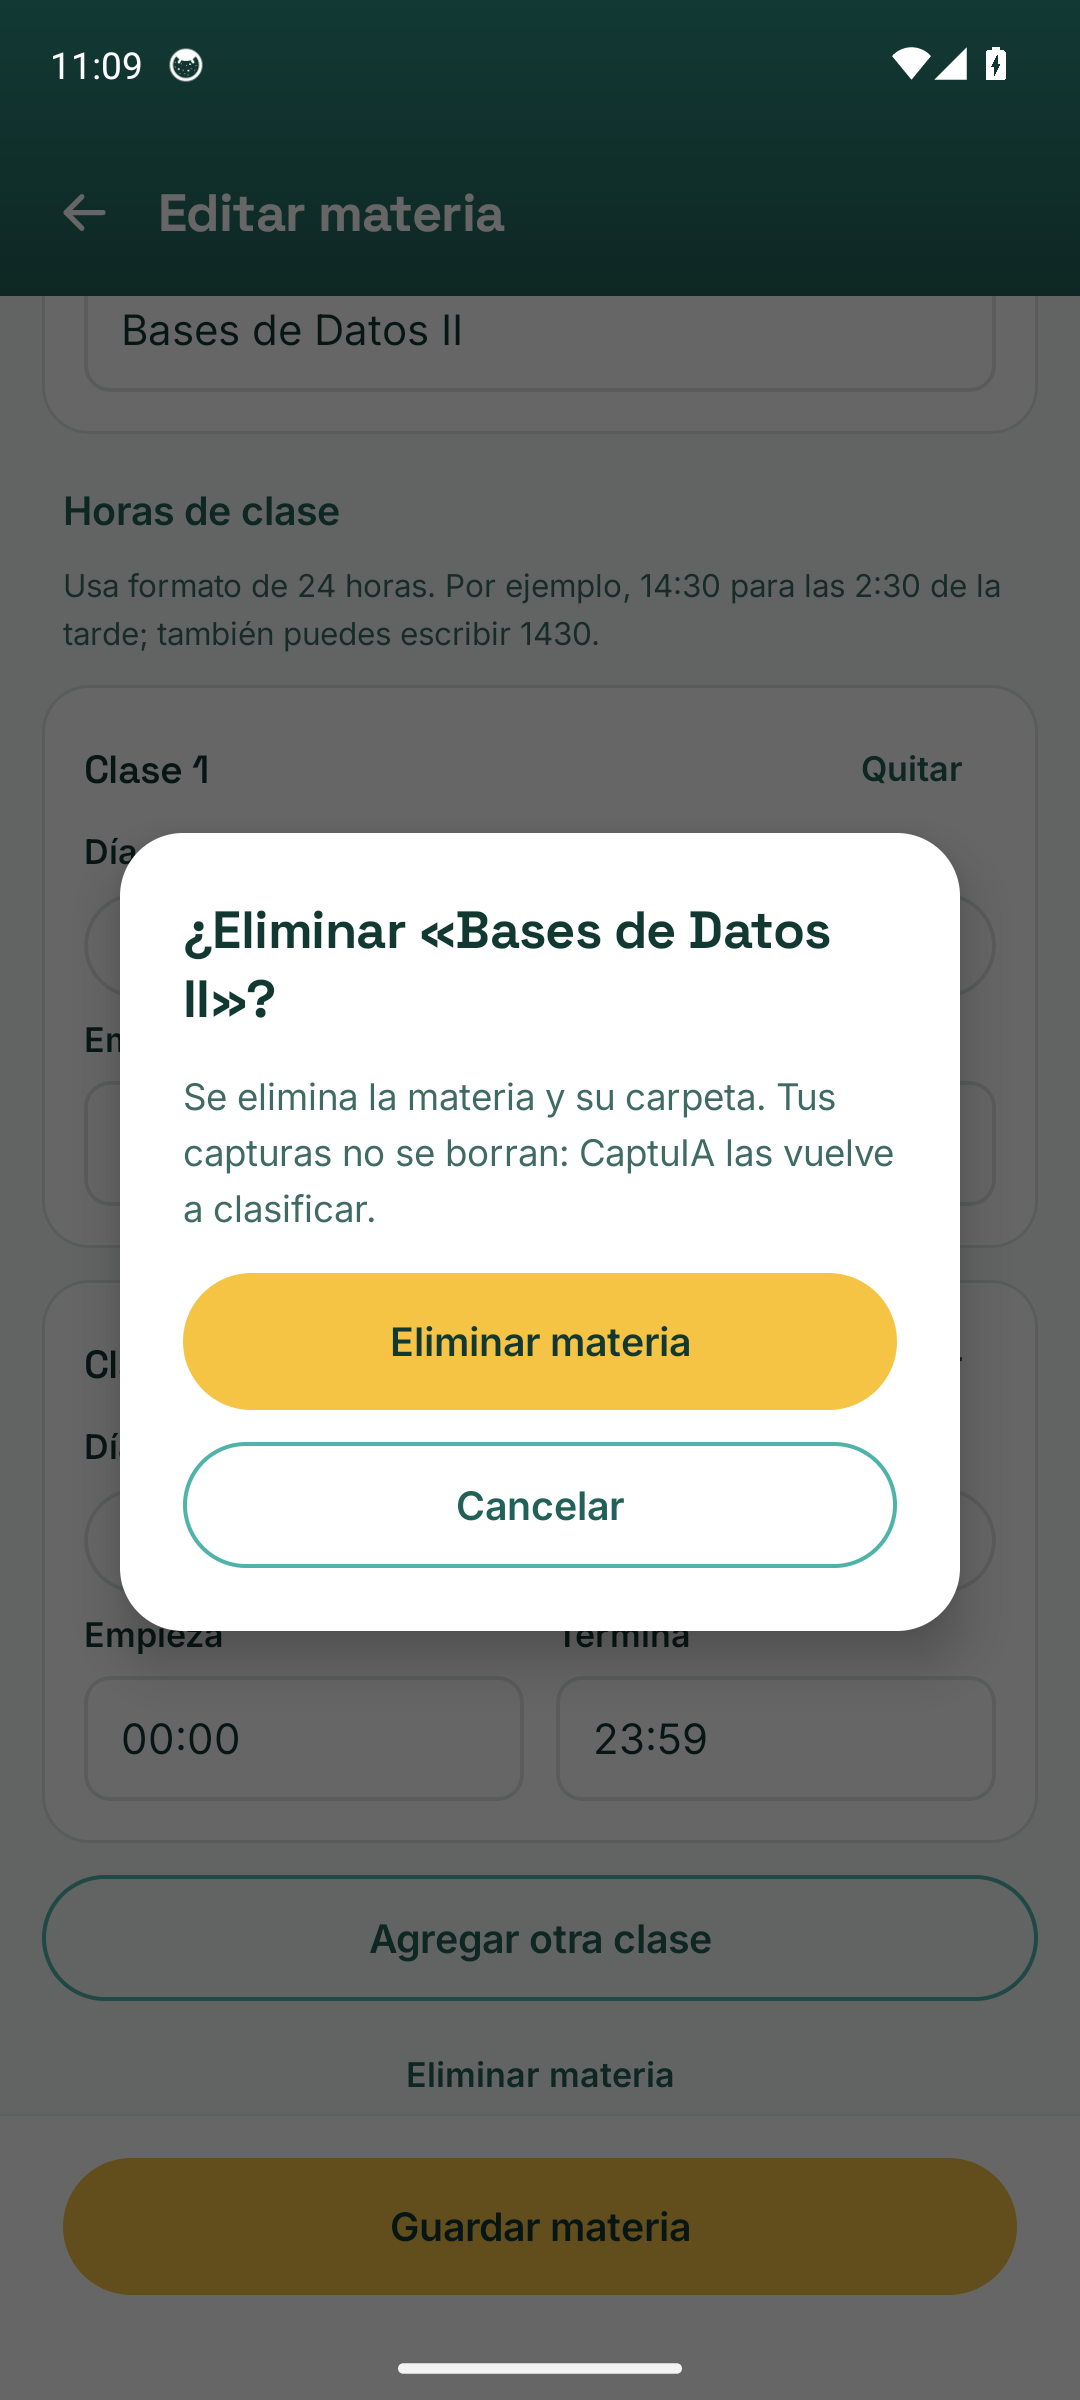 11:09
Editar materia
Bases de Datos II
Horas de clase
Usa formato de 24 horas. Por ejemplo, 14:30 para las 2:30 de la
tarde; también puedes escribir 1430.
Clase 1
Quitar
Día
¿Eliminar «Bases de Datos
II»?
Se elimina la materia y su carpeta. Tus
capturas no se borran: CaptuIA las vuelve
a clasificar.
Eliminar materia
Cancelar
Empieza
Termina
00:00
23:59
Agregar otra clase
Eliminar materia
Guardar materia